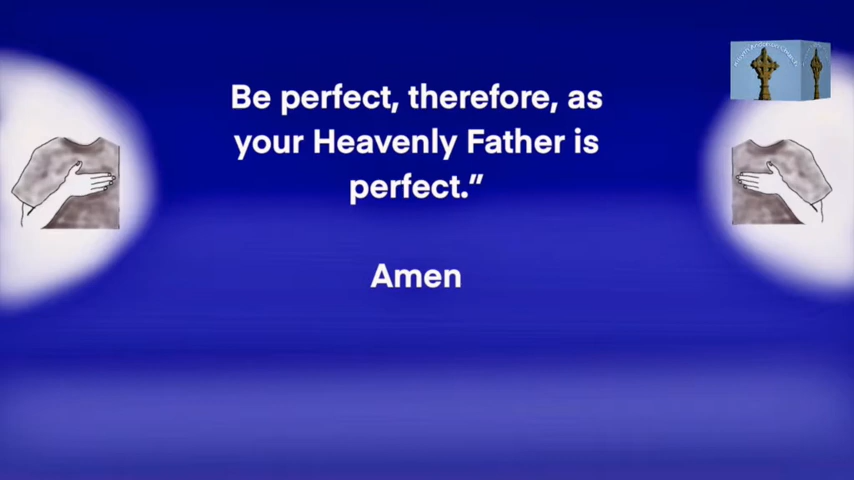 Be perfect, therefore, as
your Heavenly Father is
perfect.”
Amen